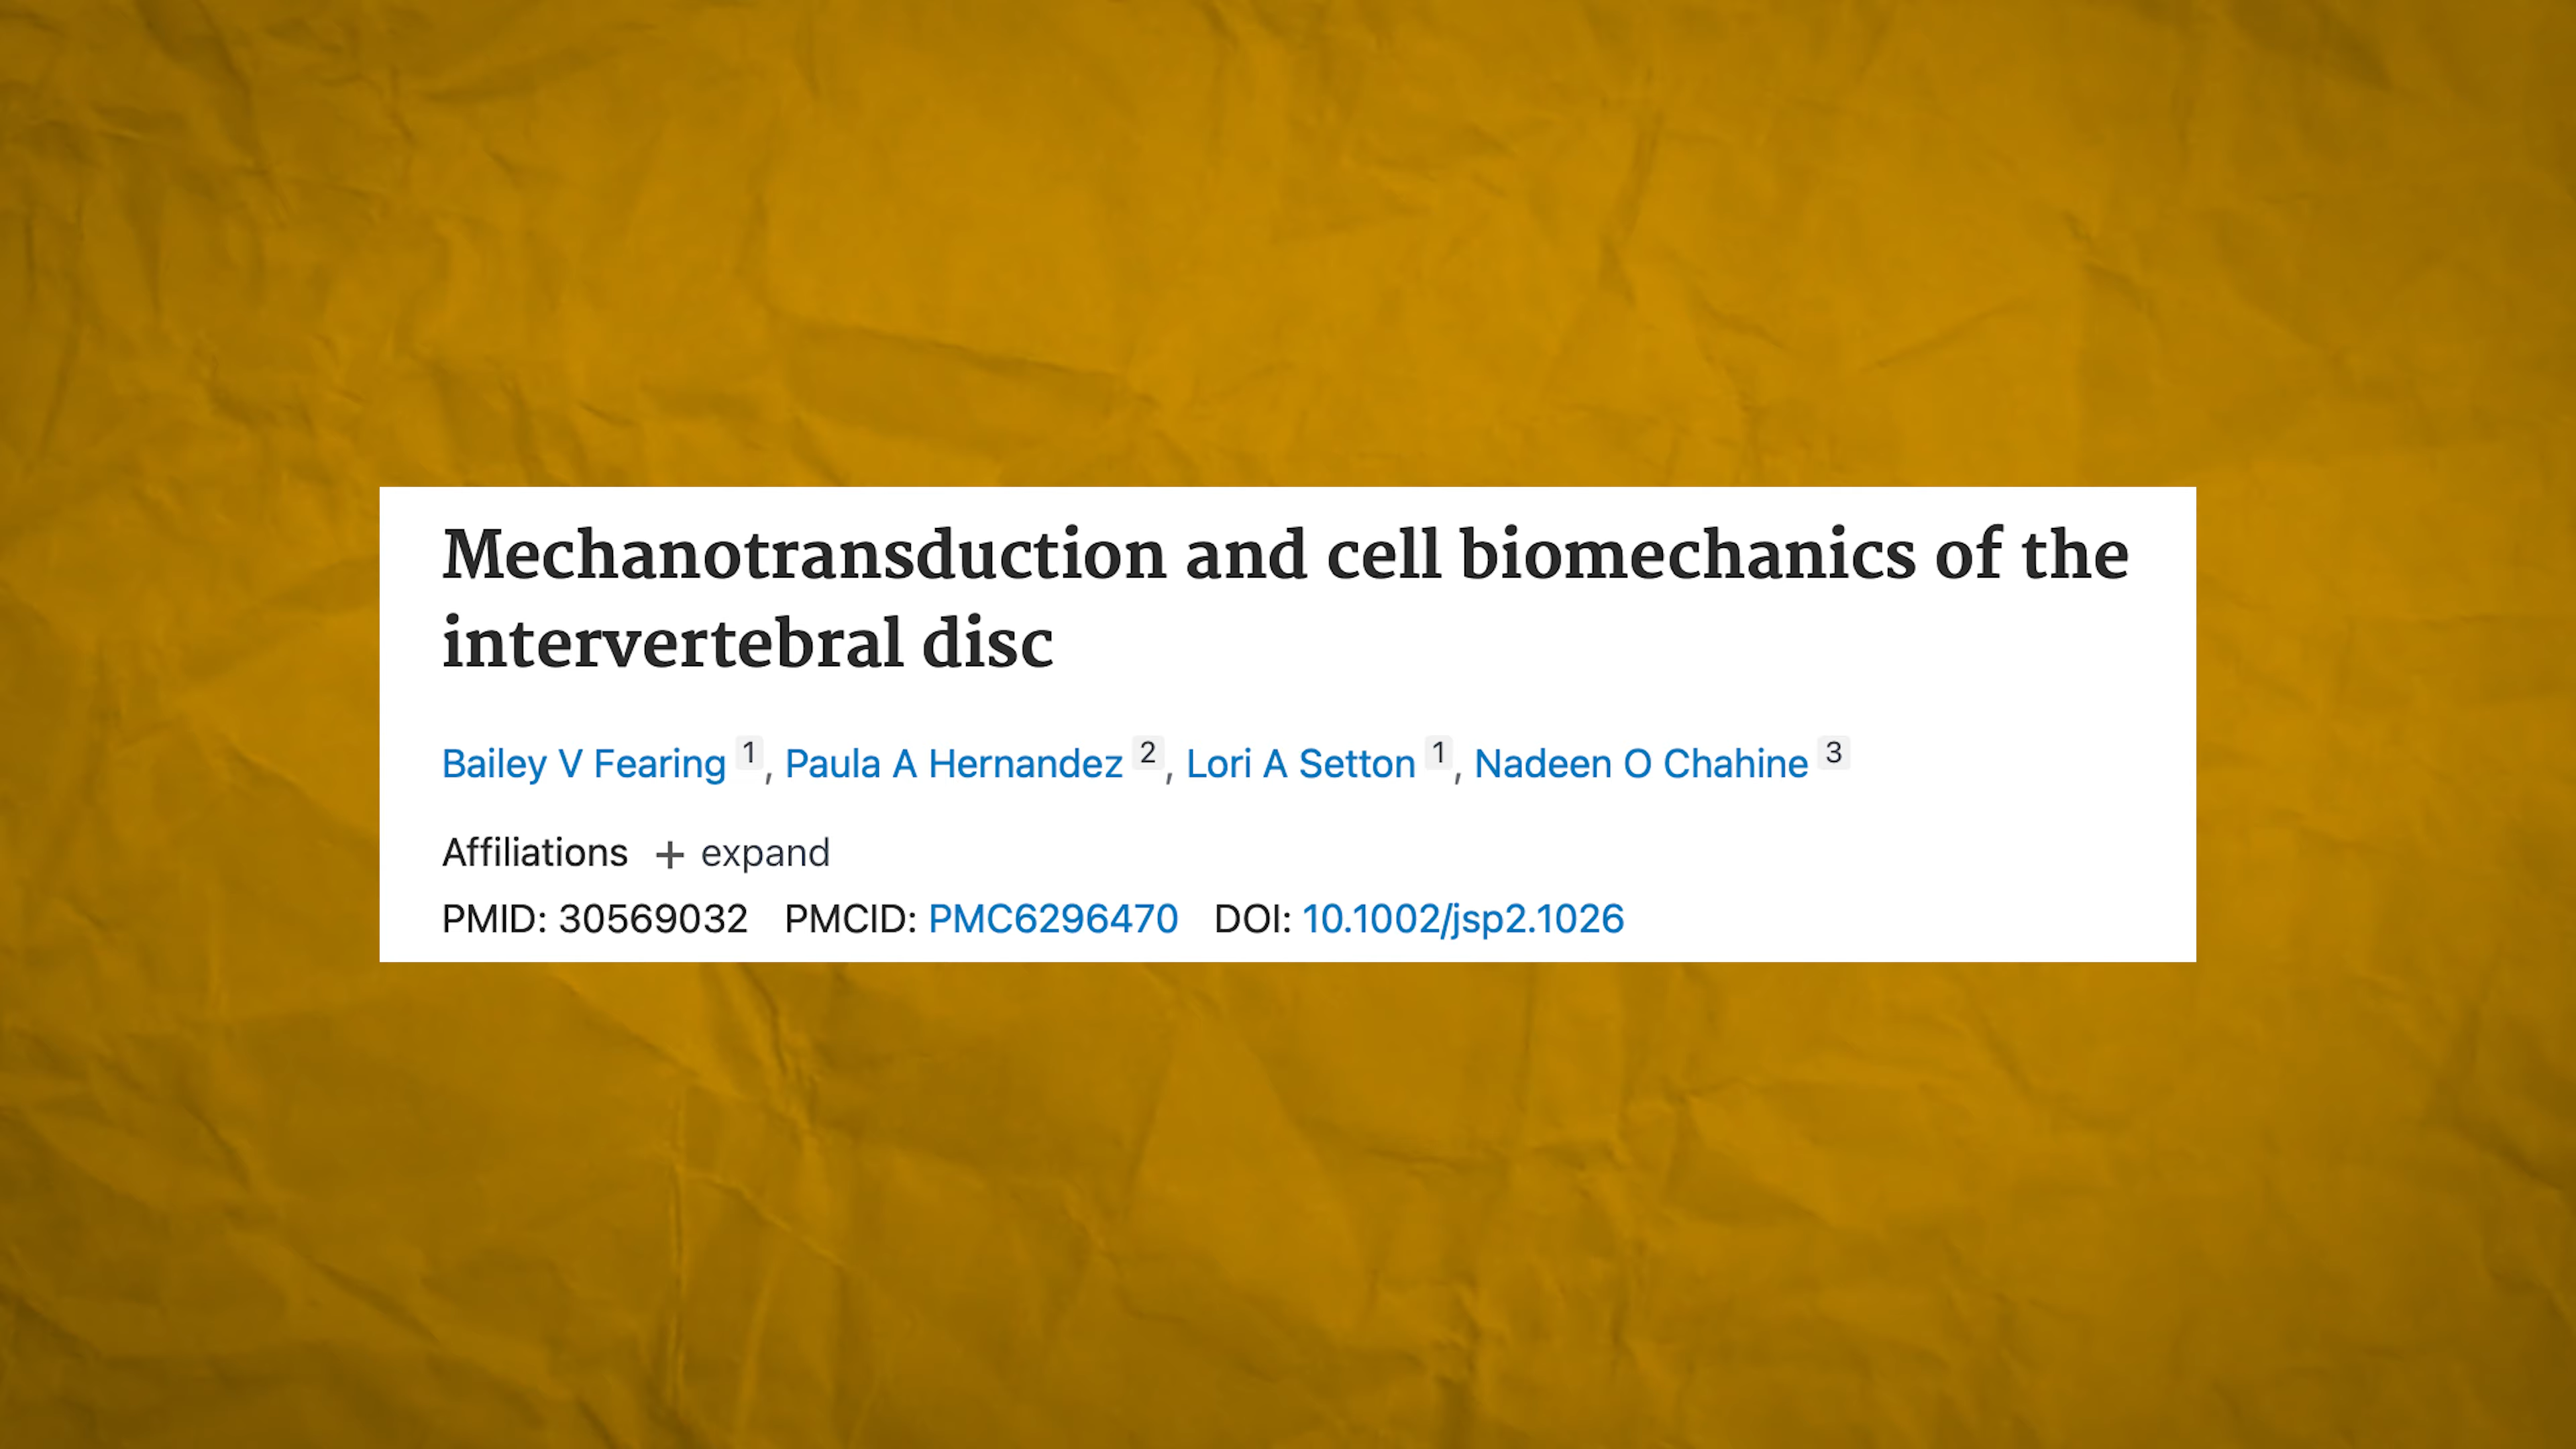 Mechanotransduction and cell biomechanics of the
intervertebral disc
Bailey V Fearing 1, Paula A Hernandez 2, Lori A Setton 1, Nadeen O Chahine 3
Affiliations + expand
PMID: 30569032 PMCID: PMC6296470 DOI: 10.1002/jsp2.1026